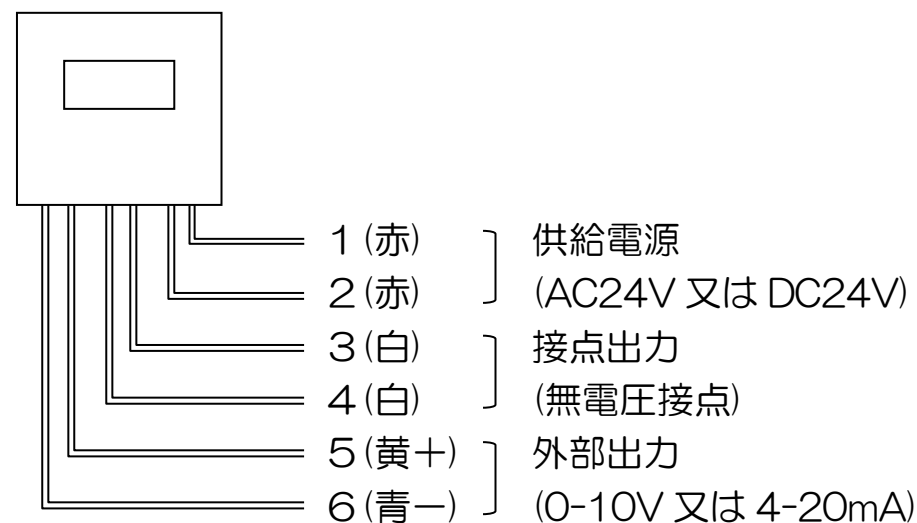 1(赤) 供給電源
2(赤) (AC24V 又は DC24V)
3(白) 接点出力
4(白) (無電圧接点)
5(黄+) 外部出力
6(青-) (0-10V 又は 4-20mA)